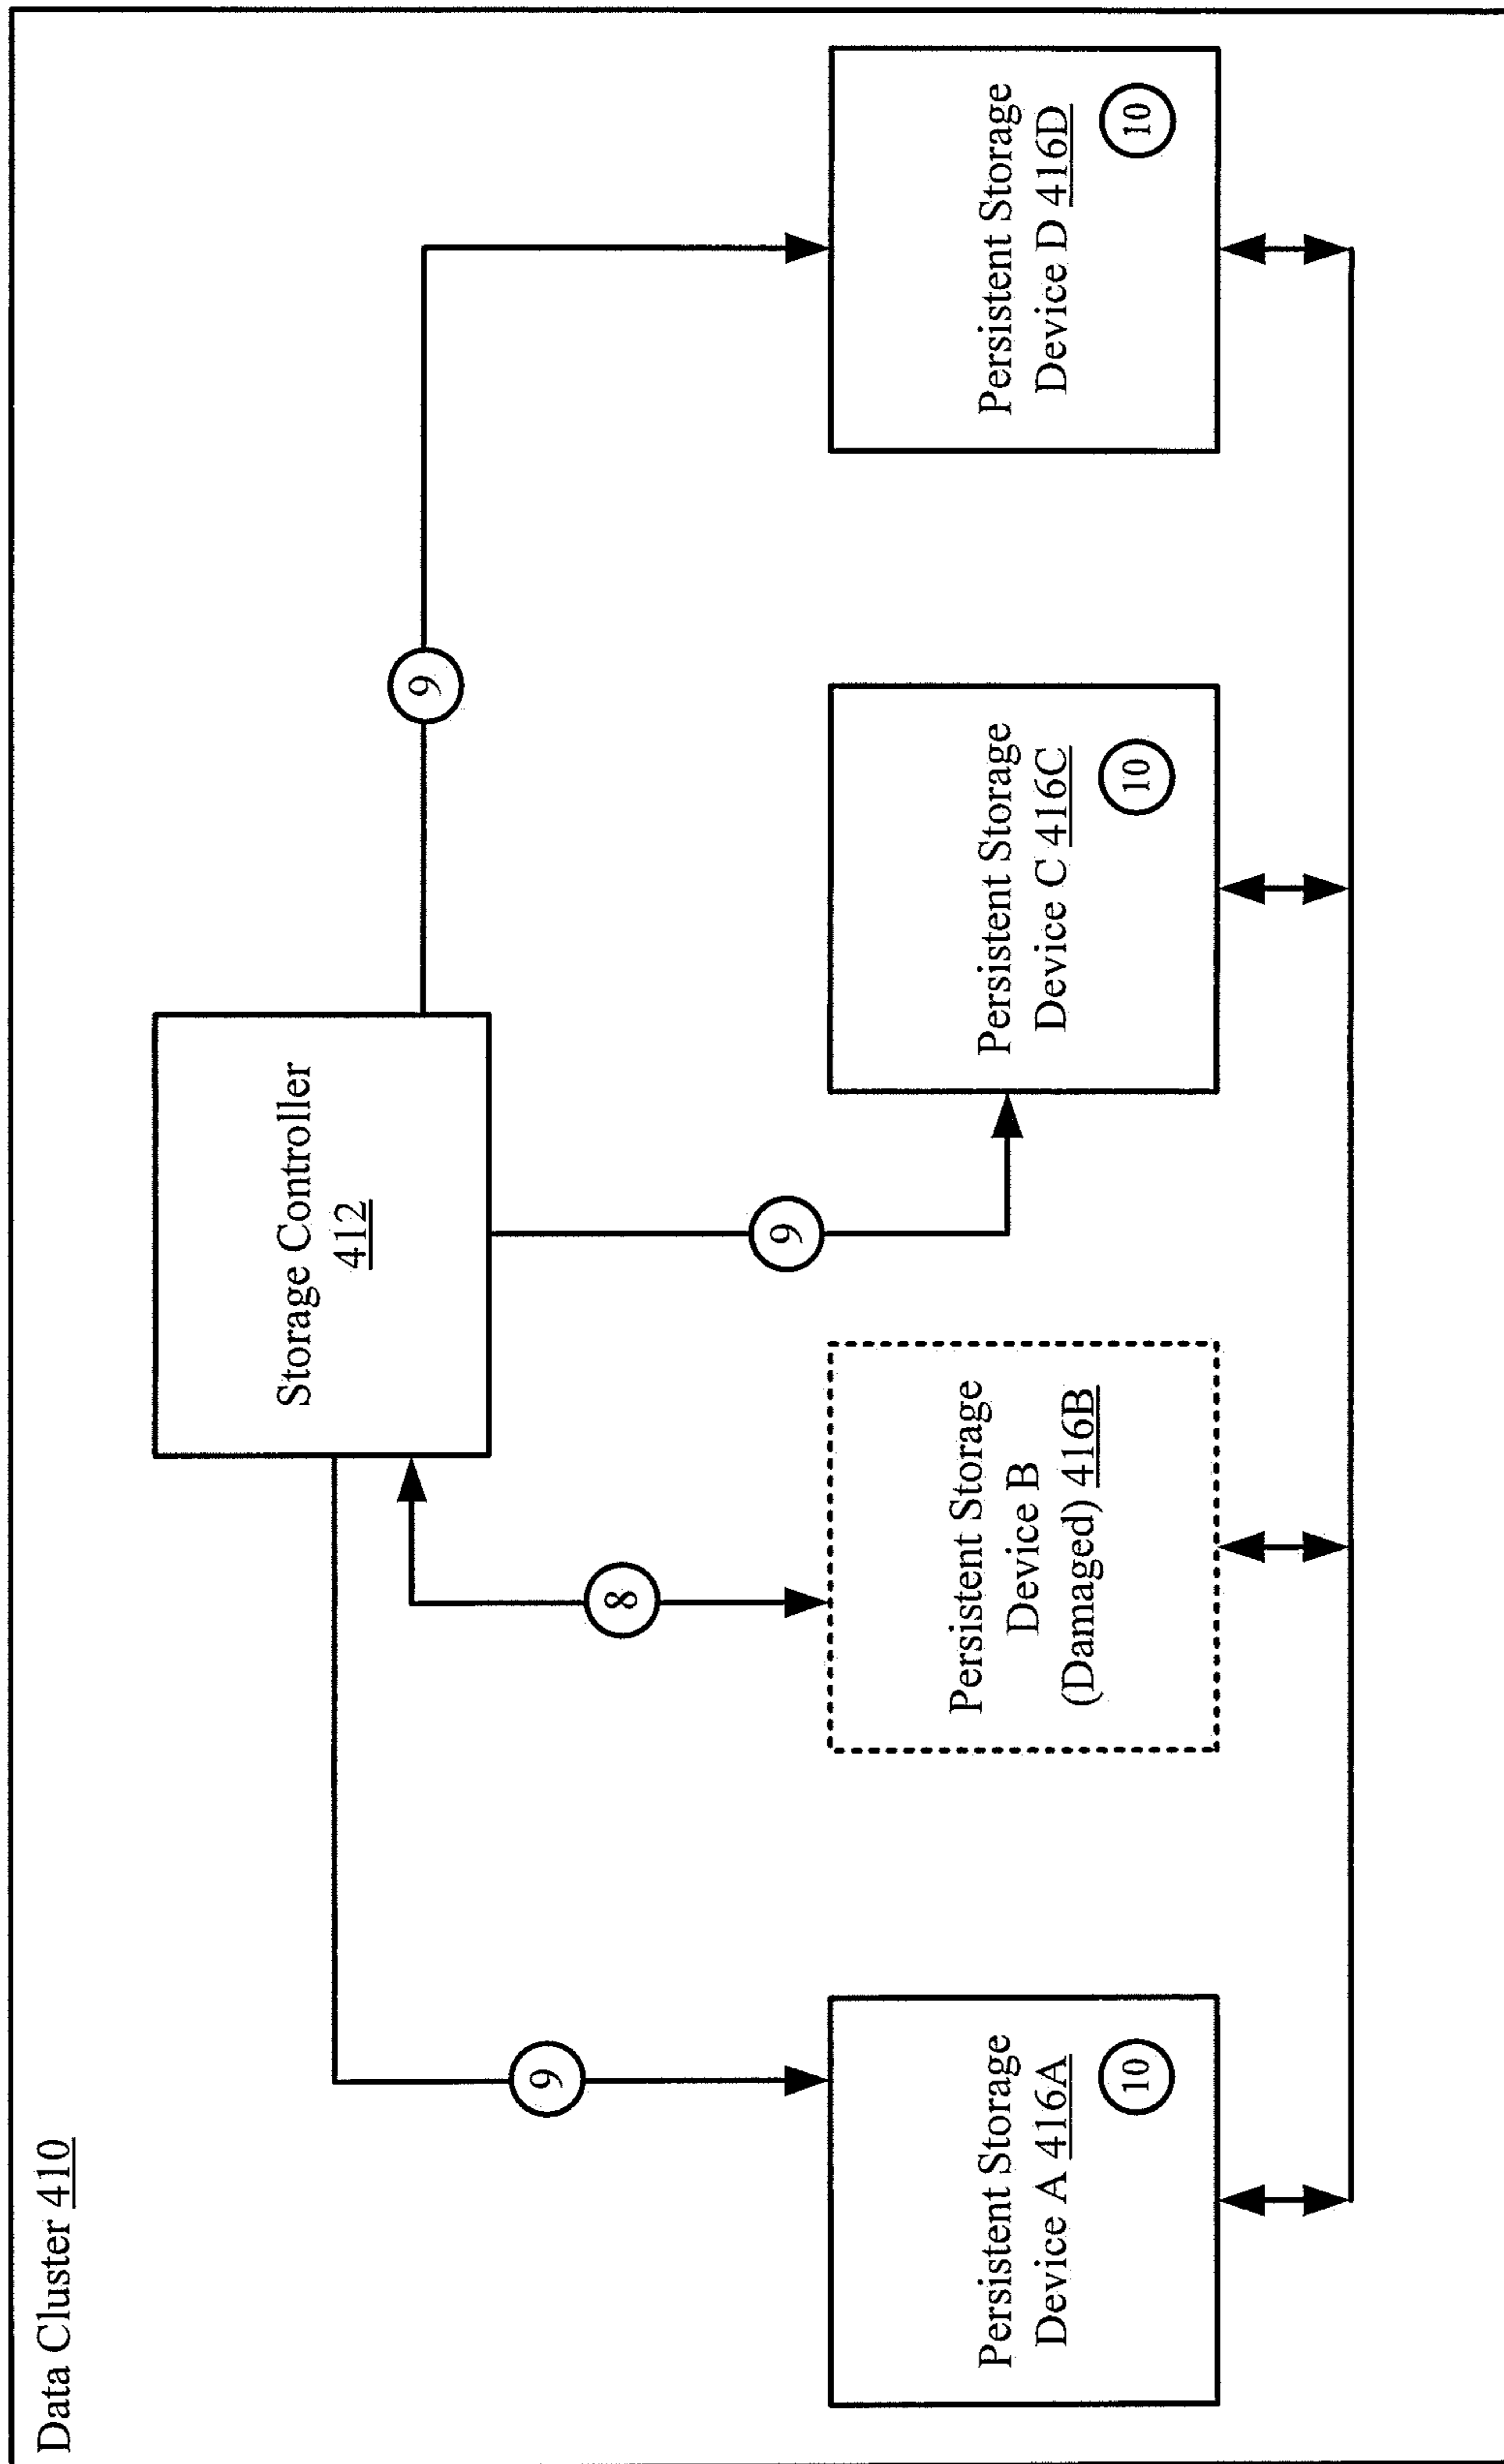 Data Cluster 410
Storage Controller
412
9
8
9
9
Persistent Storage
Device A 416A
10
Persistent Storage
Device B
(Damaged) 416B
Persistent Storage
Device C 416C
10
Persistent Storage
Device D 416D
10